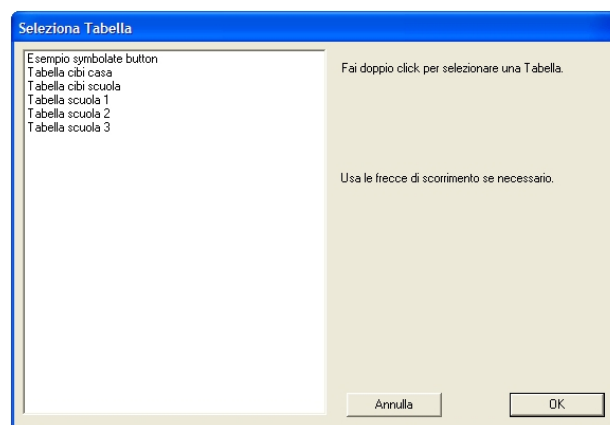 Seleziona Tabella
Esempio symbolate button
Tabella cibi casa
Tabella cibi scuola
Tabella scuola 1
Tabella scuola 2
Tabella scuola 3
Fai doppio click per selezionare una Tabella.
Usa le frecce di scorrimento se necessario.
Annulla
OK